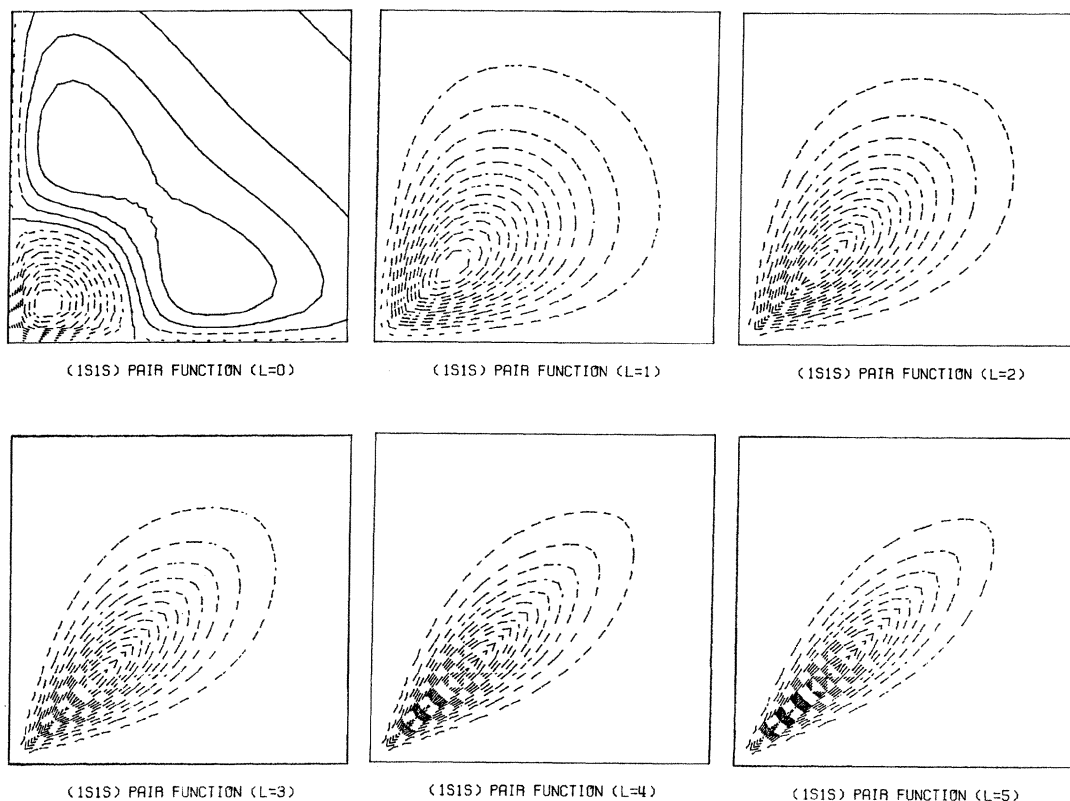 (1S1S) PAIR FUNCTION (L=0)
(1S1S) PAIR FUNCTION (L=1)
(1S1S) PAIR FUNCTION (L=2)
(1S1S) PAIR FUNCTION (L=3)
(1S1S) PAIR FUNCTION (L=4)
(1S1S) PAIR FUNCTION (L=5)